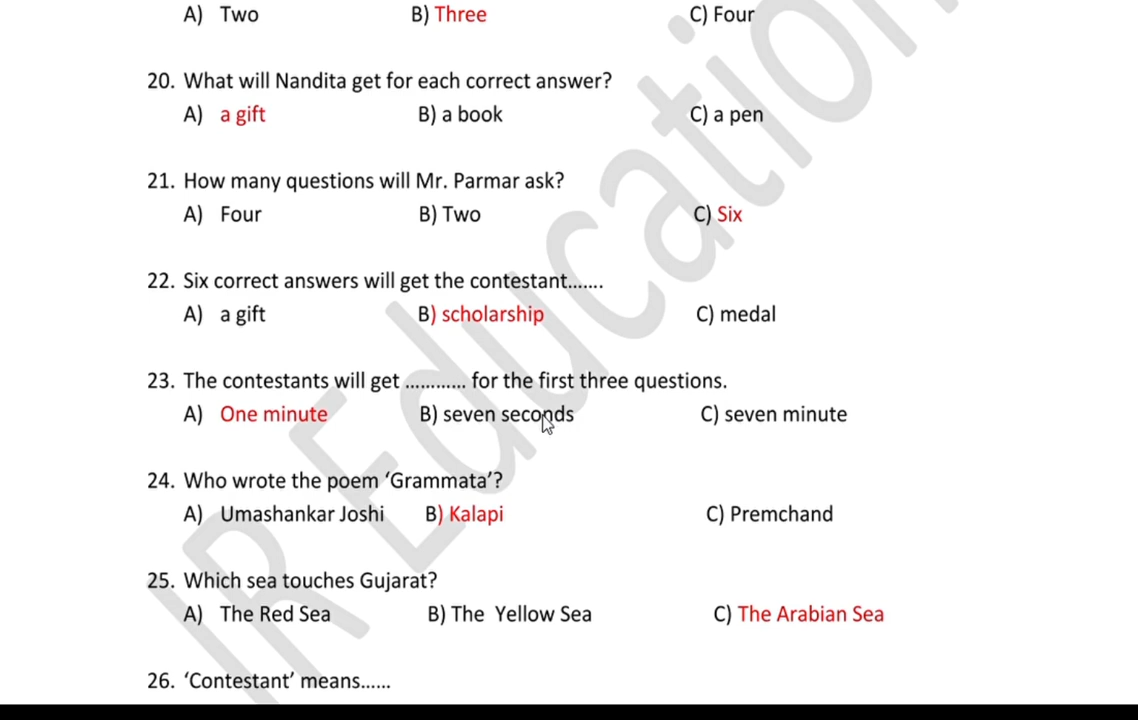 A) Two B) Three C) Four
20. What will Nandita get for each correct answer?
A) a gift B) a book C) a pen
21. How many questions will Mr. Parmar ask?
A) Four B) Two C) Six
22. Six correct answers will get the contestant.......
A) a gift B) scholarship C) medal
23. The contestants will get ............ for the first three questions.
A) One minute B) seven seconds C) seven minute
24. Who wrote the poem ‘Grammata’?
A) Umashankar Joshi B) Kalapi C) Premchand
25. Which sea touches Gujarat?
A) The Red Sea B) The Yellow Sea C) The Arabian Sea
26. ‘Contestant’ means......
IR Education